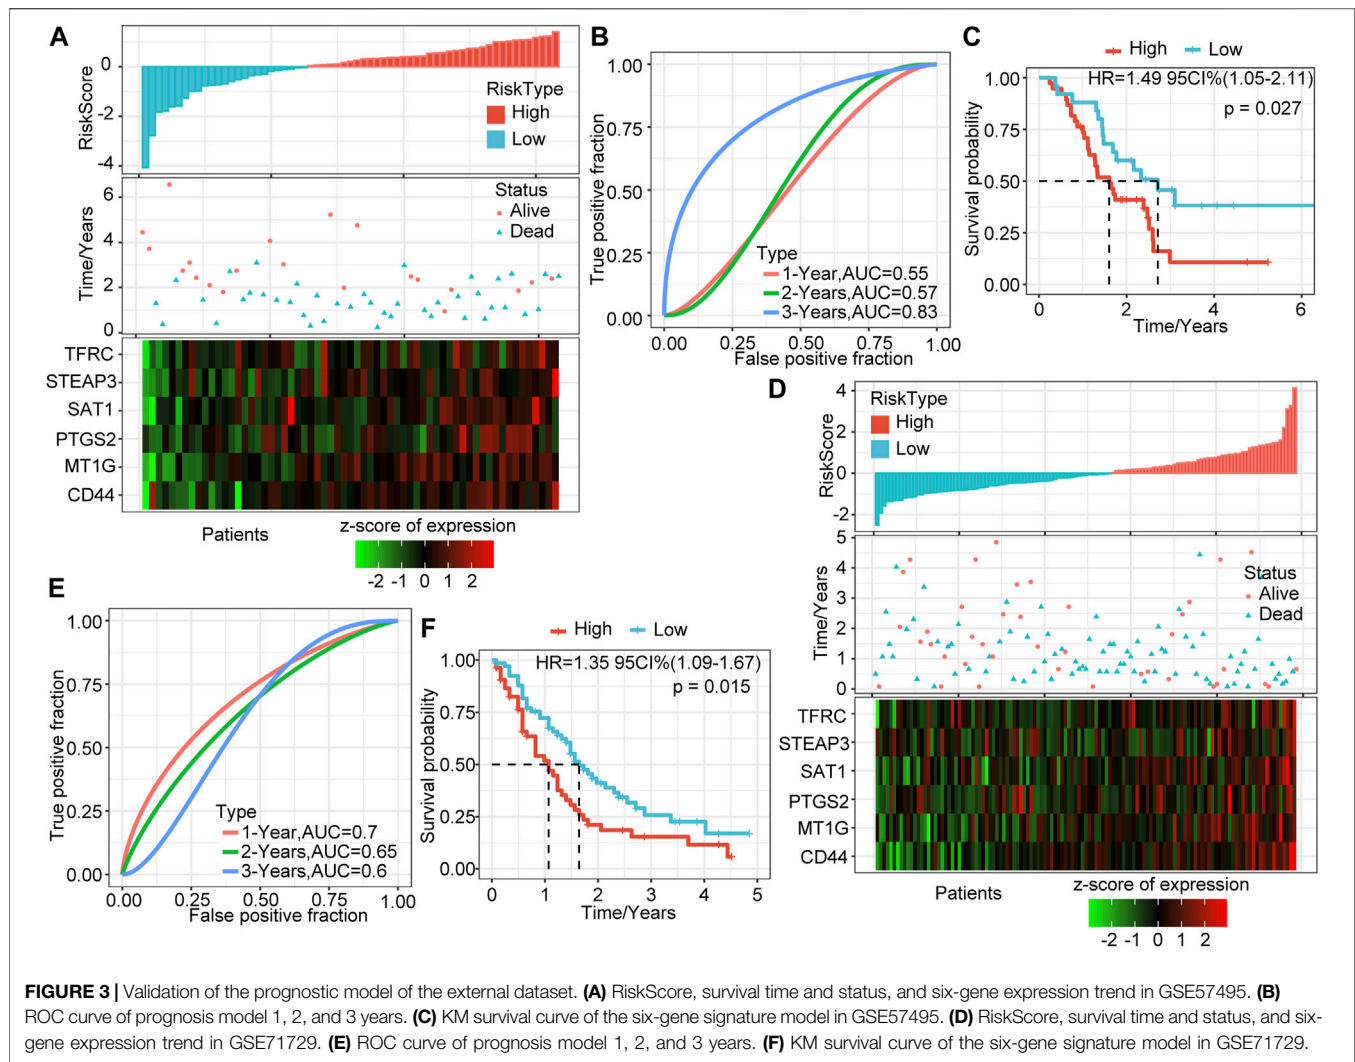 A
0
-2
-4
RiskScore
RiskType
High
Low
6
4
2
0
Time/Years
Status
Alive
Dead
TFRC
STEAP3
SAT1
PTGS2
MT1G
CD44
Patients
z-score of expression
-2 -1 0 1 2
B
1.00
0.75
0.50
0.25
0.00
True positive fraction
Type
1-Year,AUC=0.55
2-Years,AUC=0.57
3-Years,AUC=0.83
0.00 0.25 0.50 0.75 1.00
False positive fraction
C
High Low
HR=1.49 95CI%(1.05-2.11)
p = 0.027
1.00
0.75
0.50
0.25
0.00
Survival probability
0 2 4 6
Time/Years
D
4
2
0
-2
RiskScore
RiskType
High
Low
5
4
3
2
1
0
Time/Years
Status
Alive
Dead
TFRC
STEAP3
SAT1
PTGS2
MT1G
CD44
Patients
z-score of expression
-2 -1 0 1 2
E
1.00
0.75
0.50
0.25
0.00
True positive fraction
Type
1-Year,AUC=0.7
2-Years,AUC=0.65
3-Years,AUC=0.6
0.00 0.25 0.50 0.75 1.00
False positive fraction
F
High Low
HR=1.35 95CI%(1.09-1.67)
p = 0.015
1.00
0.75
0.50
0.25
0.00
Survival probability
0 1 2 3 4 5
Time/Years
FIGURE 3 | Validation of the prognostic model of the external dataset. (A) RiskScore, survival time and status, and six-gene expression trend in GSE57495. (B)
ROC curve of prognosis model 1, 2, and 3 years. (C) KM survival curve of the six-gene signature model in GSE57495. (D) RiskScore, survival time and status, and six-
gene expression trend in GSE71729. (E) ROC curve of prognosis model 1, 2, and 3 years. (F) KM survival curve of the six-gene signature model in GSE71729.